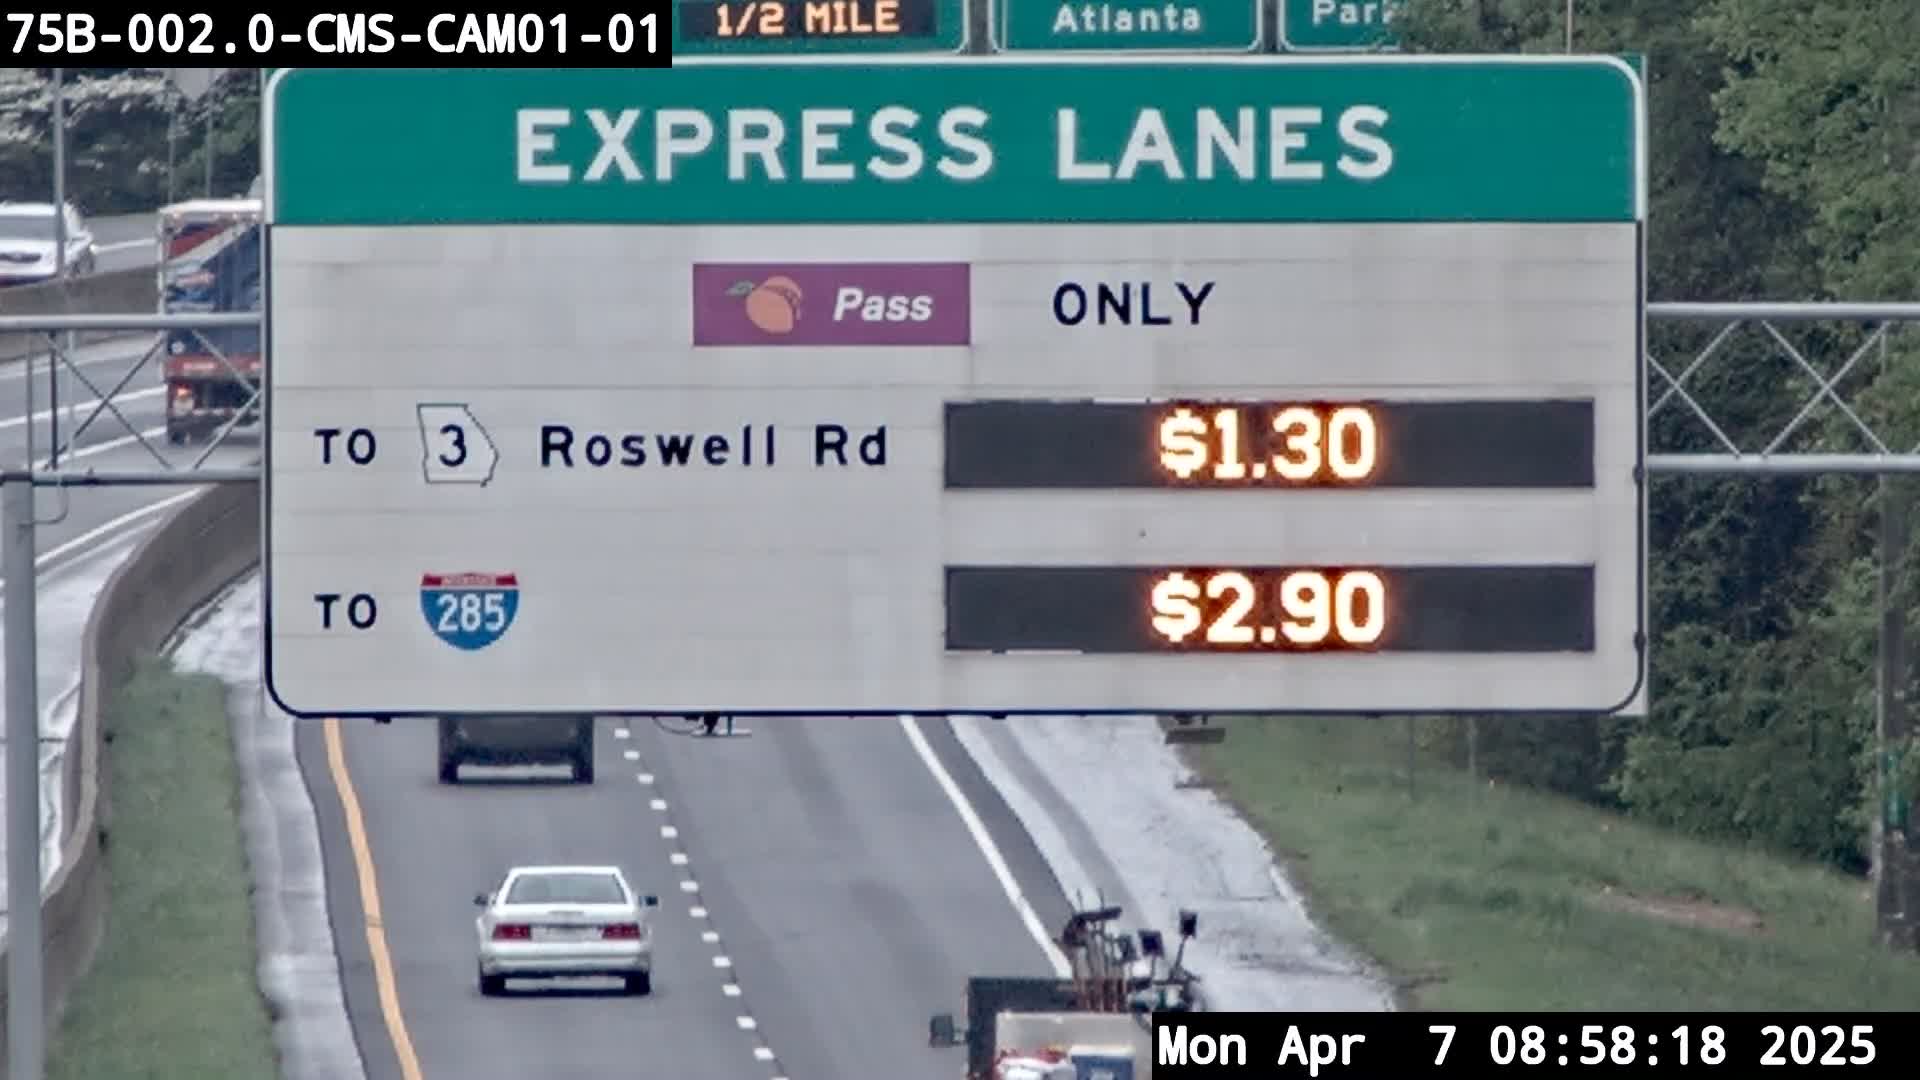 75B-002.0-CMS-CAM01-01
1/2 MILE
Atlanta
Park
EXPRESS LANES
Pass ONLY
TO 3 Roswell Rd $1.30
TO 285 $2.90
Mon Apr 7 08:58:18 2025